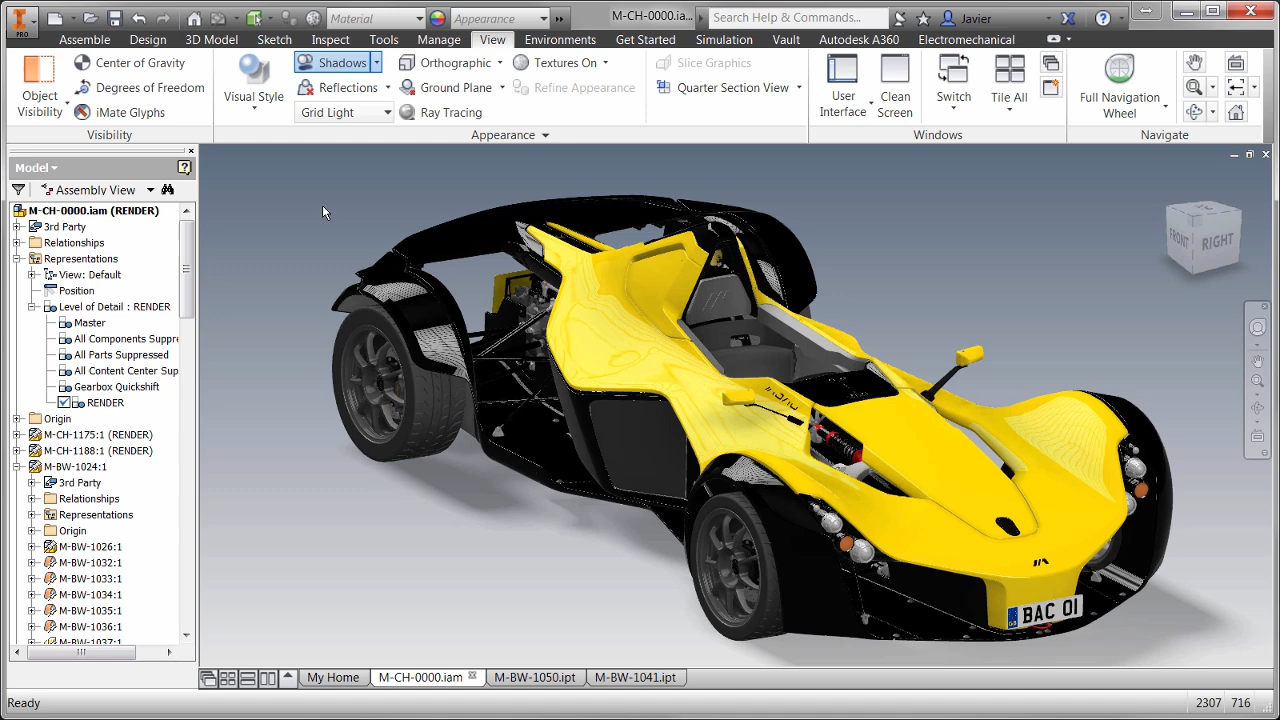 PRO
Material
Appearance
M-CH-0000.ia...
Search Help & Commands...
Javier
Assemble Design 3D Model Sketch Inspect Tools Manage View Environments Get Started Simulation Vault Autodesk A360 Electromechanical
Object Visibility
Center of Gravity
Degrees of Freedom
iMate Glyphs
Visibility
Visual Style
Shadows
Reflections
Grid Light
Orthographic
Ground Plane
Ray Tracing
Textures On
Refine Appearance
Slice Graphics
Quarter Section View
Appearance
User Interface
Clean Screen
Switch
Tile All
Windows
Full Navigation Wheel
Navigate
Model
Assembly View
M-CH-0000.iam (RENDER)
3rd Party
Relationships
Representations
View: Default
Position
Level of Detail : RENDER
Master
All Components Suppre
All Parts Suppressed
All Content Center Sup
Gearbox Quickshift
RENDER
Origin
M-CH-1175:1 (RENDER)
M-CH-1188:1 (RENDER)
M-BW-1024:1
3rd Party
Relationships
Representations
Origin
M-BW-1026:1
M-BW-1032:1
M-BW-1033:1
M-BW-1034:1
M-BW-1035:1
M-BW-1036:1
M-BW-1037:1
FRONT
RIGHT
BAC 01
My Home
M-CH-0000.iam
M-BW-1050.ipt
M-BW-1041.ipt
Ready
2307 716